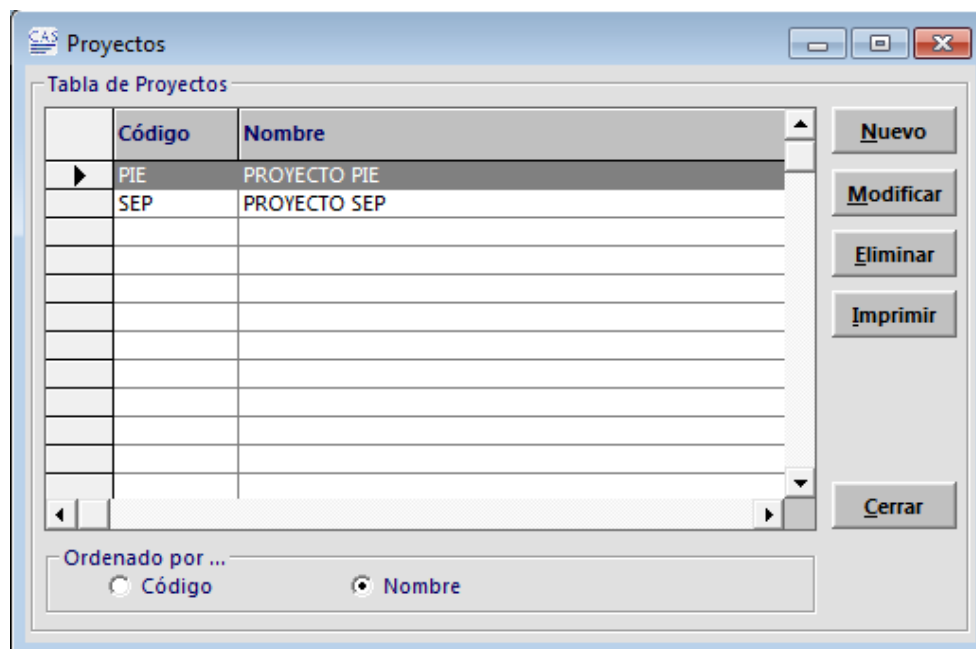 CAS Proyectos
Tabla de Proyectos
Código Nombre
PIE PROYECTO PIE
SEP PROYECTO SEP
Nuevo
Modificar
Eliminar
Imprimir
Cerrar
Ordenado por ...
Código Nombre